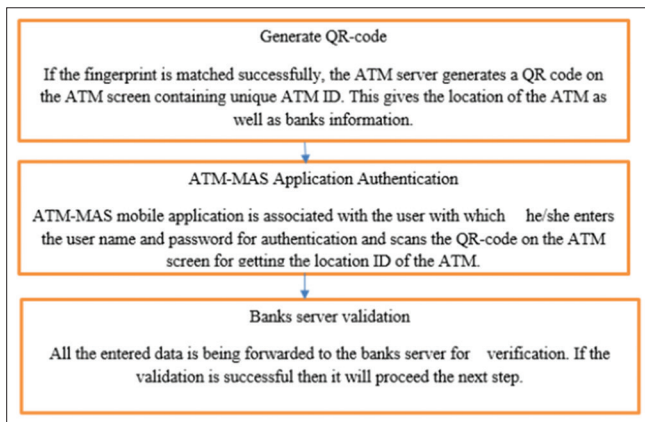 Generate QR-code
If the fingerprint is matched successfully, the ATM server generates a QR code on
the ATM screen containing unique ATM ID. This gives the location of the ATM as
well as banks information.
ATM-MAS Application Authentication
ATM-MAS mobile application is associated with the user with which he/she enters
the user name and password for authentication and scans the QR-code on the ATM
screen for getting the location ID of the ATM.
Banks server validation
All the entered data is being forwarded to the banks server for verification. If the
validation is successful then it will proceed the next step.